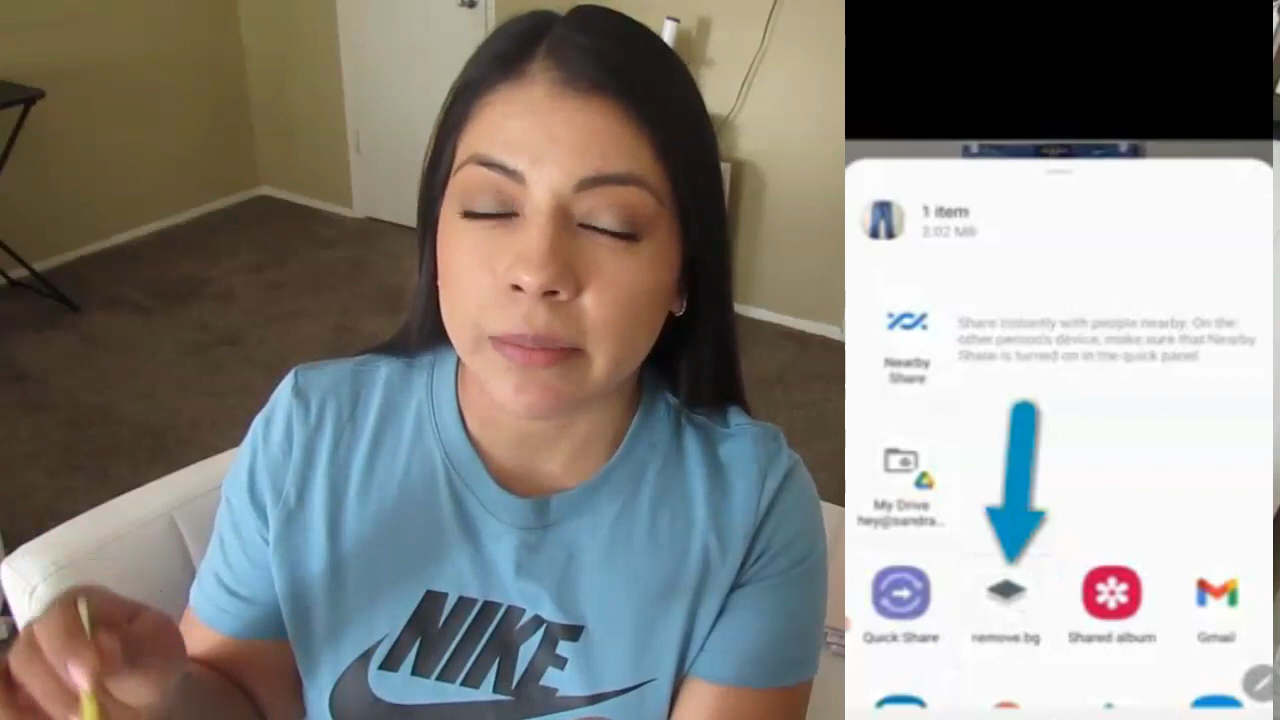 NIKE
1 item
2.02 MB
Share instantly with people nearby. On the
other person's device, make sure that Nearby
Share is turned on in the quick panel.
Nearby
Share
My Drive
hey@sandra...
Quick Share
remove.bg
Shared album
Gmail